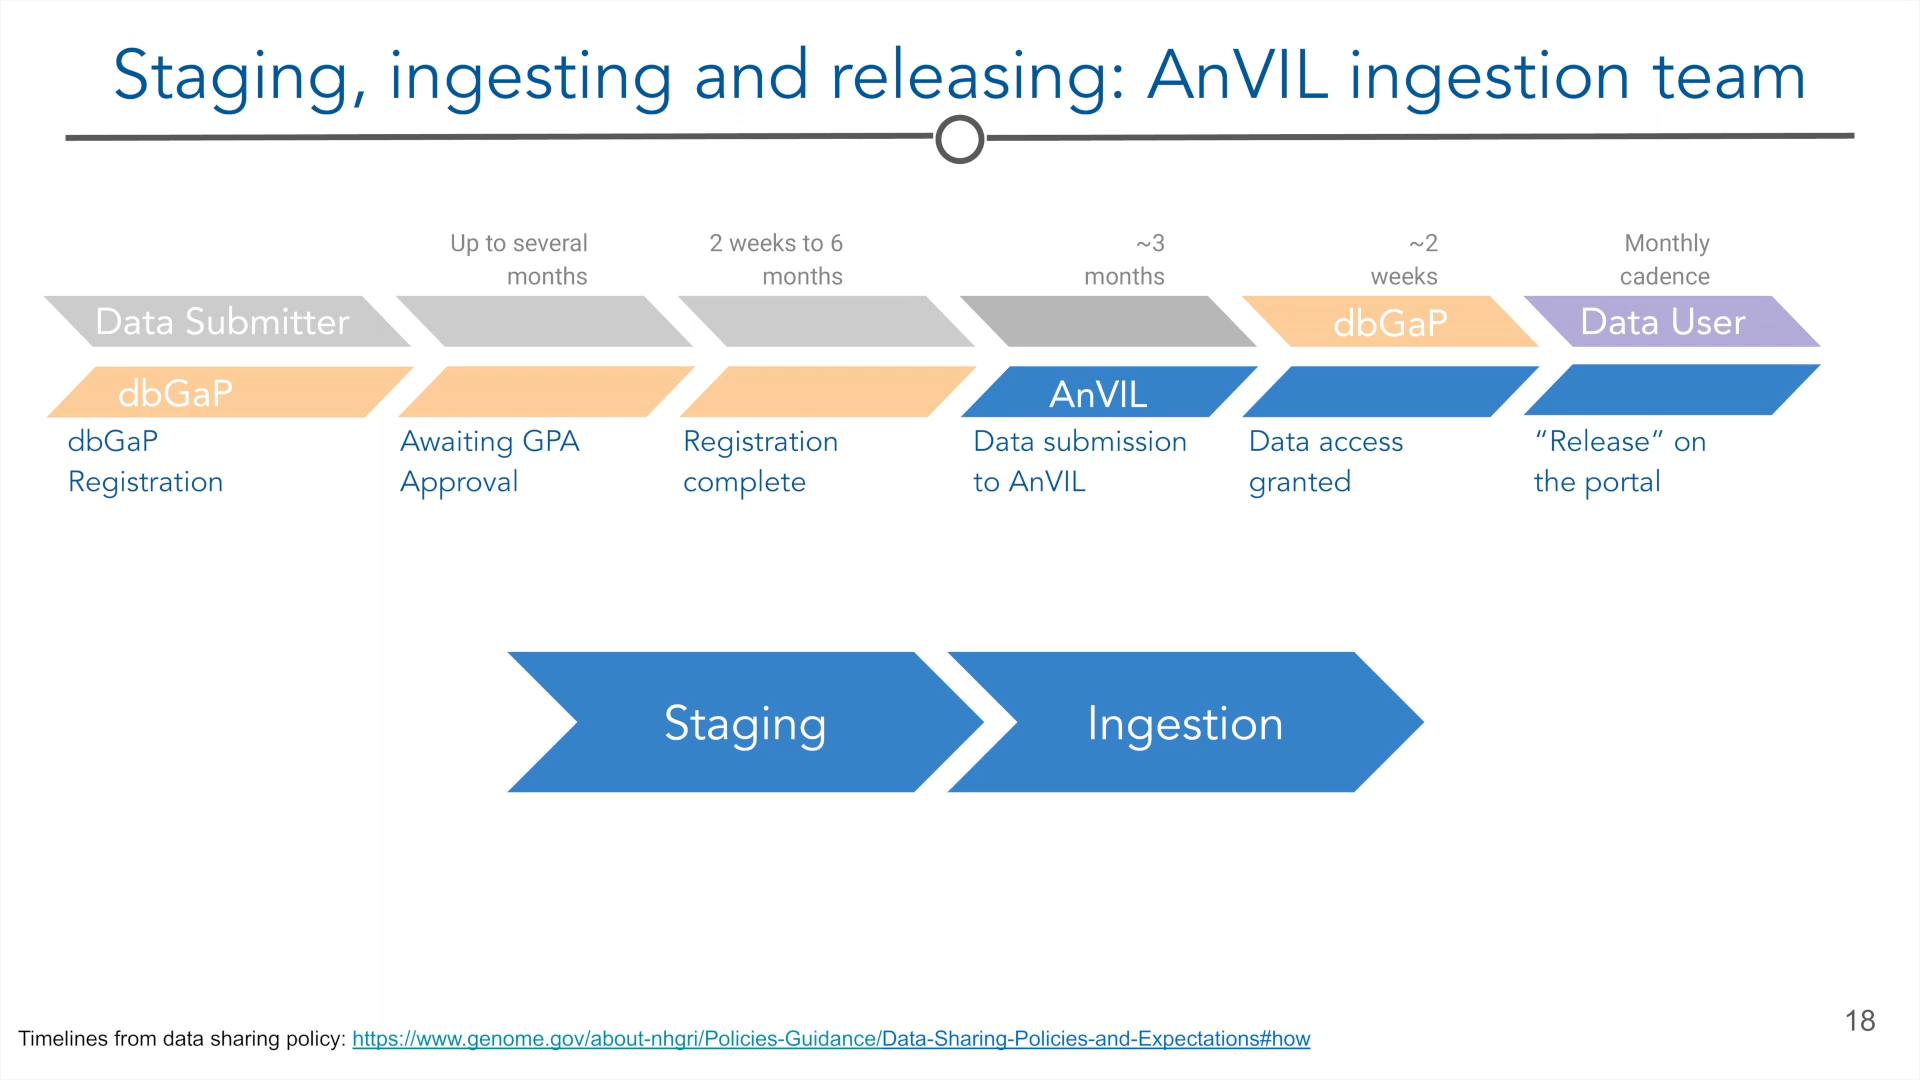 Staging, ingesting and releasing: AnVIL ingestion team
Up to several
months
2 weeks to 6
months
~3
months
~2
weeks
Monthly
cadence
Data Submitter
dbGaP
Data User
dbGaP
AnVIL
dbGaP
Registration
Awaiting GPA
Approval
Registration
complete
Data submission
to AnVIL
Data access
granted
“Release” on
the portal
Staging
Ingestion
18
Timelines from data sharing policy: https://www.genome.gov/about-nhgri/Policies-Guidance/Data-Sharing-Policies-and-Expectations#how